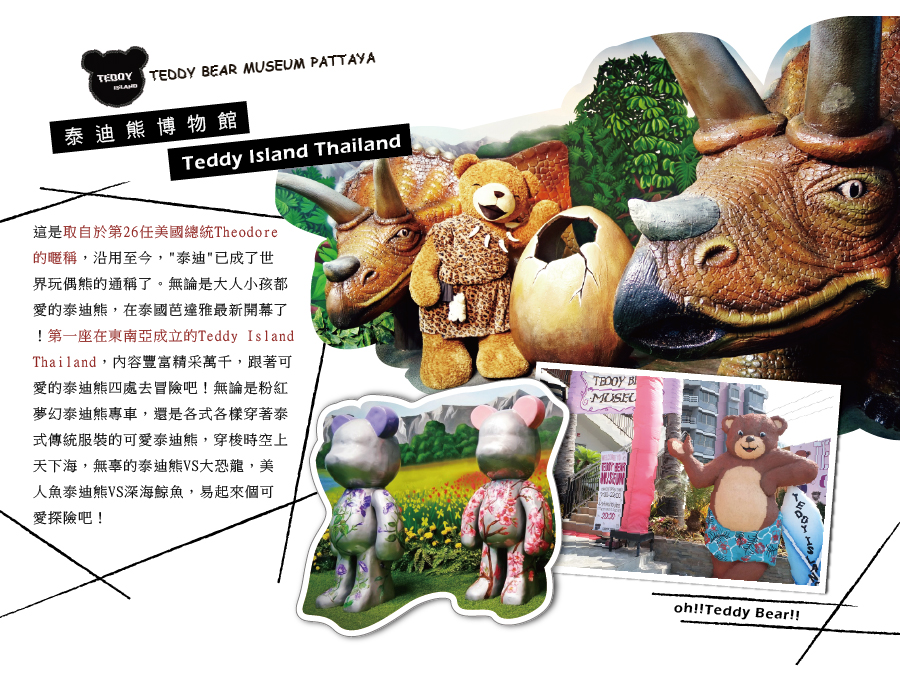 TEDDY
ISLAND
TEDDY BEAR MUSEUM PATTAYA
泰迪熊博物館
Teddy Island Thailand
這是取自於第26任美國總統Theodore
的暱稱，沿用至今，"泰迪"已成了世
界玩偶熊的通稱了。無論是大人小孩都
愛的泰迪熊，在泰國芭達雅最新開幕了
！第一座在東南亞成立的Teddy Island
Thailand，内容豐富精采萬千，跟著可
愛的泰迪熊四處去冒險吧！無論是粉紅
夢幻泰迪熊專車，還是各式各樣穿著泰
式傳統服裝的可愛泰迪熊，穿梭時空上
天下海，無辜的泰迪熊VS大恐龍，美
人魚泰迪熊VS深海鯨魚，易起來個可
愛探險吧！
TEDDY BE
MUSEU
TEDDY BEAR
MUSEUM
TEDDY ISL
oh!!Teddy Bear!!